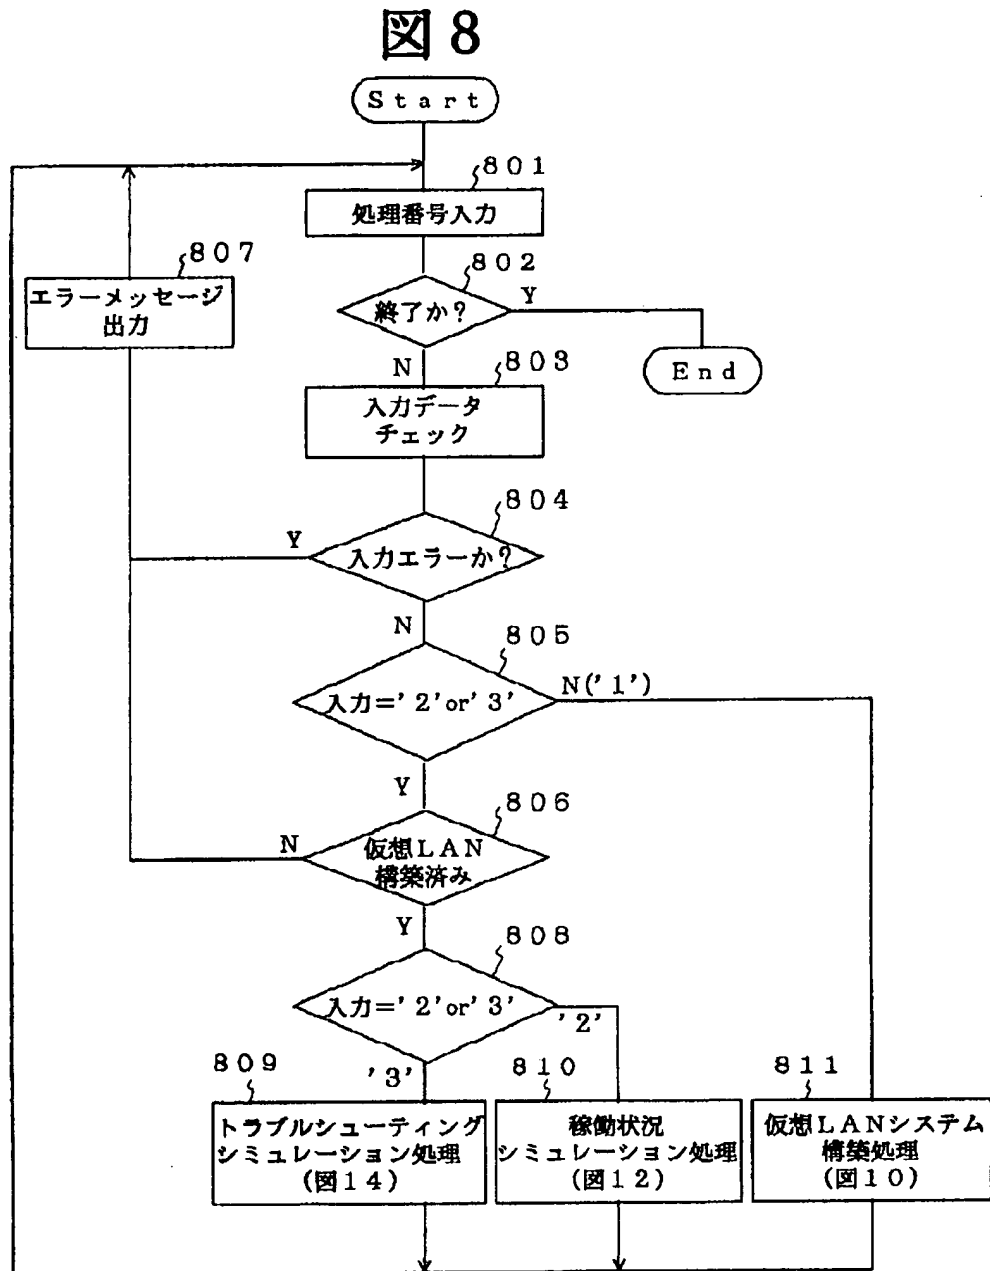 図8
Start
801
処理番号入力
807
エラーメッセージ
出力
802
終了か?
Y
End
N
803
入力データ
チェック
804
Y
入力エラーか?
N
805
入力='2'or'3'
N('1')
Y
806
N
仮想LAN
構築済み
Y
808
入力='2'or'3'
'2'
'3'
809
トラブルシューティング
シミュレーション処理
(図14)
810
稼働状況
シミュレーション処理
(図12)
811
仮想LANシステム
構築処理
(図10)